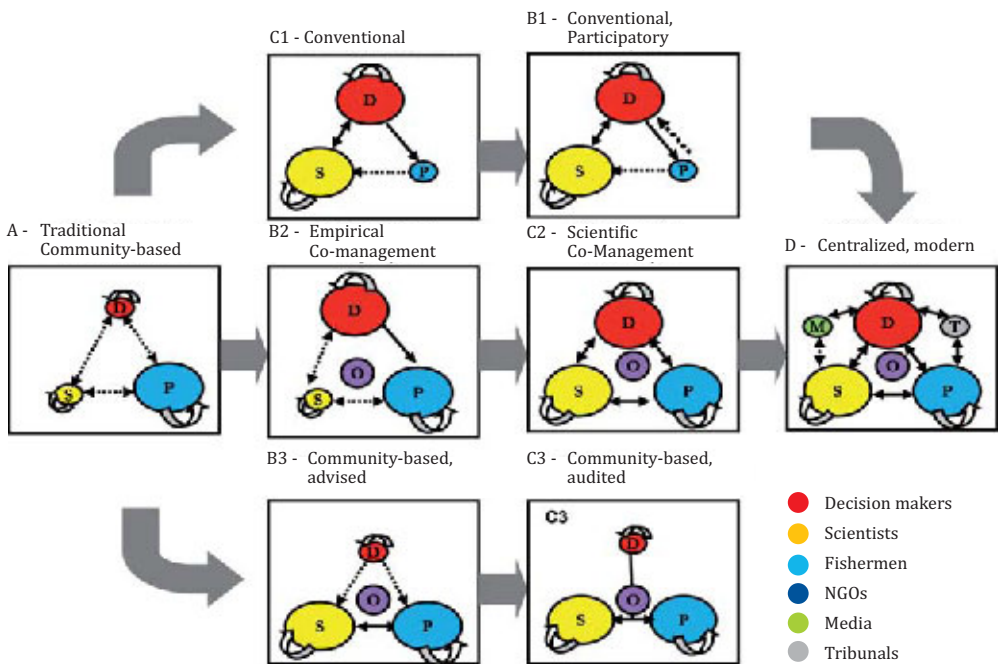 C1 - Conventional
B1 - Conventional,
Participatory
D
S
P
D
S
P
A - Traditional
Community-based
B2 - Empirical
Co-management
C2 - Scientific
Co-Management
D - Centralized, modern
D
S
P
D
O
S
P
D
O
S
P
M
D
T
O
S
P
B3 - Community-based,
advised
C3 - Community-based,
audited
D
O
S
P
C3
D
O
S
P
Decision makers
Scientists
Fishermen
NGOs
Media
Tribunals